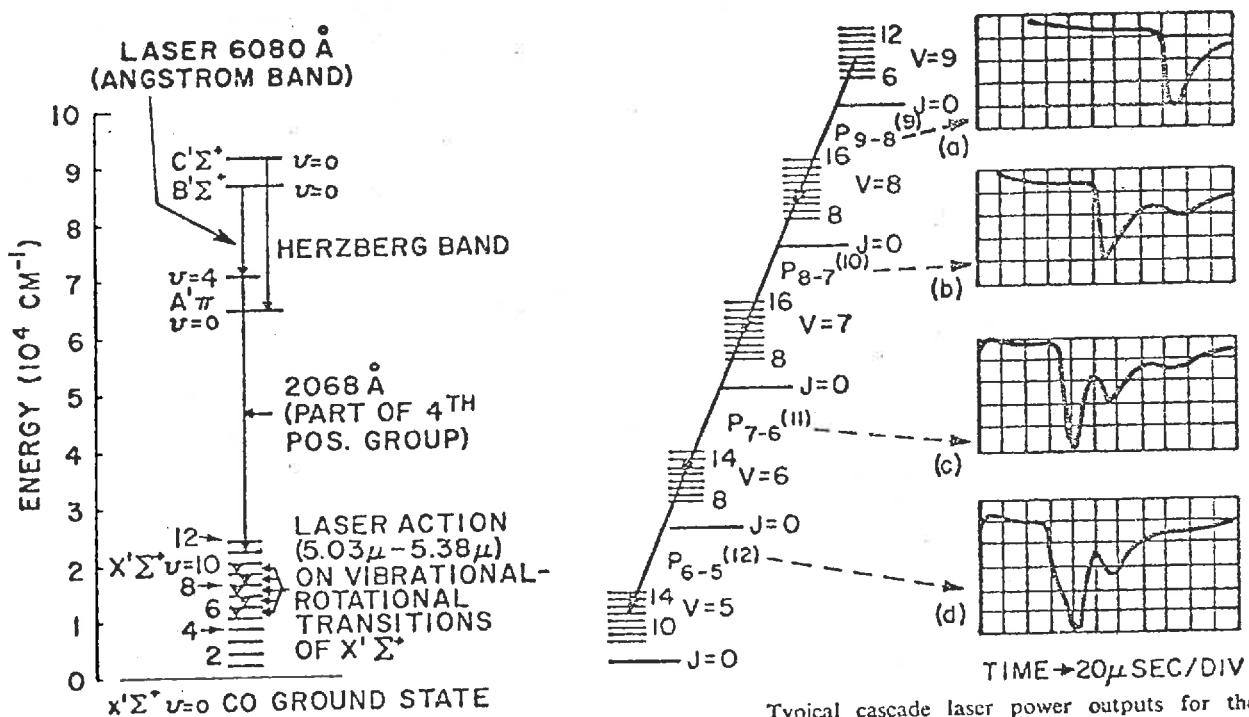 LASER 6080 Å
(ANGSTROM BAND)
10
9
8
7
6
5
4
3
2
1
0
ENERGY (10⁴ CM⁻¹)
C'Σ⁺ υ=0
B'Σ⁺ υ=0
HERZBERG BAND
υ=4
A'π
υ=0
2068 Å
(PART OF 4TH
POS. GROUP)
12
X'Σ⁺ υ=10
8
6
4
2
LASER ACTION
(5.03μ-5.38μ)
ON VIBRATIONAL-
ROTATIONAL
TRANSITIONS
OF X'Σ⁺
X'Σ⁺ υ=0 CO GROUND STATE
12
V=9
6
J=0
P9-8(9)
(a)
16
V=8
8
J=0
P8-7(10)
(b)
16
V=7
8
J=0
P7-6(11)
(c)
14
V=6
8
J=0
P6-5(12)
(d)
14
V=5
10
J=0
TIME→20μSEC/DIV
Typical cascade laser power outputs for the